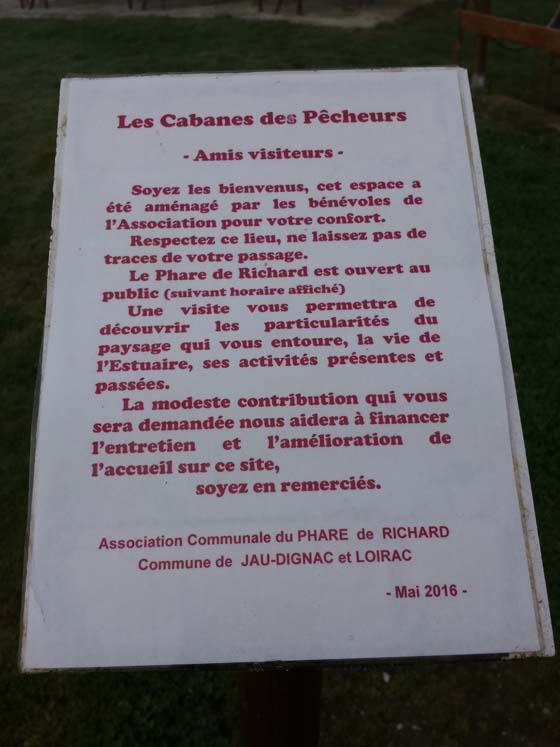 Les Cabanes des Pêcheurs
- Amis visiteurs -
Soyez les bienvenus, cet espace a
été aménagé par les bénévoles de
l'Association pour votre confort.
Respectez ce lieu, ne laissez pas de
traces de votre passage.
Le Phare de Richard est ouvert au
public (suivant horaire affiché)
Une visite vous permettra de
découvrir les particularités du
paysage qui vous entoure, la vie de
l'Estuaire, ses activités présentes et
passées.
La modeste contribution qui vous
sera demandée nous aidera à financer
l'entretien et l'amélioration de
l'accueil sur ce site,
soyez en remerciés.
Association Communale du PHARE de RICHARD
Commune de JAU-DIGNAC et LOIRAC
- Mai 2016 -